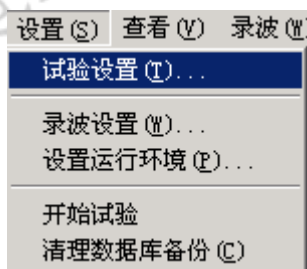 设置(S) 查看(V) 录波(W
试验设置(T)...
录波设置(W)...
设置运行环境(P)...
开始试验
清理数据库备份(C)